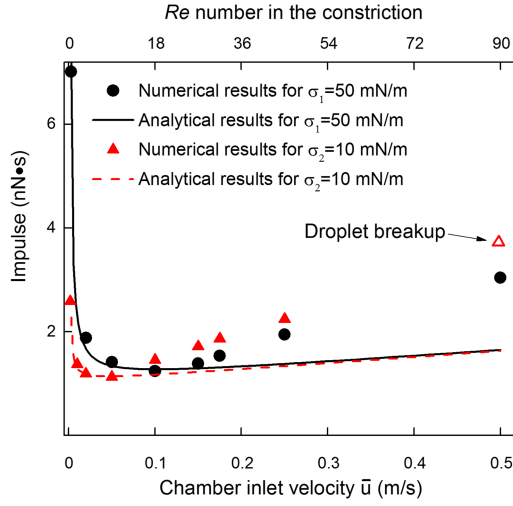 Re number in the constriction
0 18 36 54 72 90
Numerical results for σ₁=50 mN/m
Analytical results for σ₁=50 mN/m
Numerical results for σ₂=10 mN/m
Analytical results for σ₂=10 mN/m
Droplet breakup
Impulse (nN•s)
6
4
2
0 0.1 0.2 0.3 0.4 0.5
Chamber inlet velocity ū (m/s)